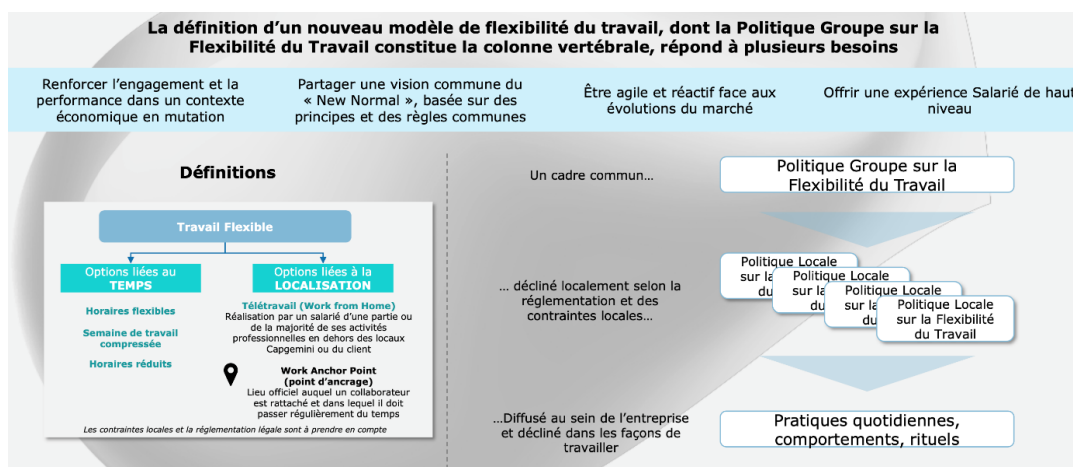 La définition d’un nouveau modèle de flexibilité du travail, dont la Politique Groupe sur la
Flexibilité du Travail constitue la colonne vertébrale, répond à plusieurs besoins
Renforcer l’engagement et la
performance dans un contexte
économique en mutation
Partager une vision commune du
« New Normal », basée sur des
principes et des règles communes
Être agile et réactif face aux
évolutions du marché
Offrir une expérience Salarié de haut
niveau
Définitions
Travail Flexible
Options liées au
TEMPS
Horaires flexibles
Semaine de travail
compressée
Horaires réduits
Options liées à la
LOCALISATION
Télétravail (Work from Home)
Réalisation par un salarié d’une partie ou
de la majorité de ses activités
professionnelles en dehors des locaux
Capgemini ou du client
Work Anchor Point
(point d’ancrage)
Lieu officiel auquel un collaborateur
est rattaché et dans lequel il doit
passer régulièrement du temps
Les contraintes locales et la réglementation légale sont à prendre en compte
Un cadre commun…
Politique Groupe sur la
Flexibilité du Travail
… décliné localement selon la
réglementation et des
contraintes locales…
Politique Locale
sur la
du
Politique Locale
sur la
du
Politique Locale
sur la
du
Politique Locale
sur la Flexibilité
du Travail
…Diffusé au sein de l’entreprise
et décliné dans les façons de
travailler
Pratiques quotidiennes,
comportements, rituels